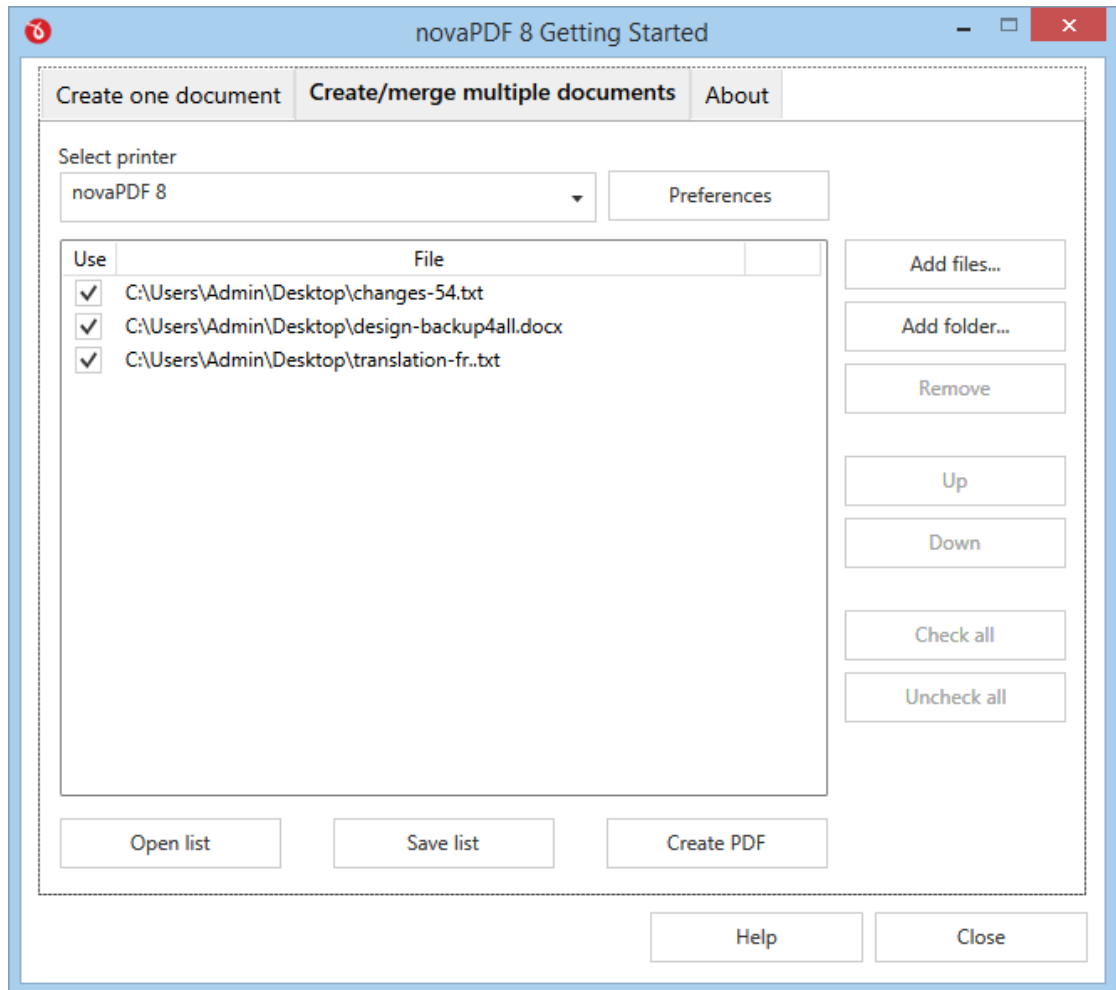 novaPDF 8 Getting Started
Create one document Create/merge multiple documents About
Select printer
novaPDF 8 Preferences
Use File
C:\Users\Admin\Desktop\changes-54.txt
C:\Users\Admin\Desktop\design-backup4all.docx
C:\Users\Admin\Desktop\translation-fr..txt
Add files...
Add folder...
Remove
Up
Down
Check all
Uncheck all
Open list Save list Create PDF
Help Close